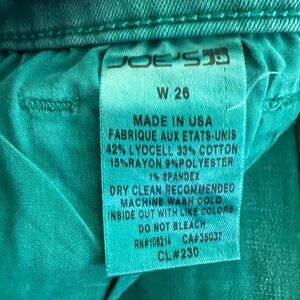 JOE'S
W 26
MADE IN USA
FABRIQUE AUX ETATS-UNIS
42% LYOCELL 33% COTTON
15%RAYON 9%POLYESTER
1% SPANDEX
DRY CLEAN RECOMMENDED
MACHINE WASH COLD
INSIDE OUT WITH LIKE COLORS
DO NOT BLEACH
RN#106214 CA#35037
CL#230